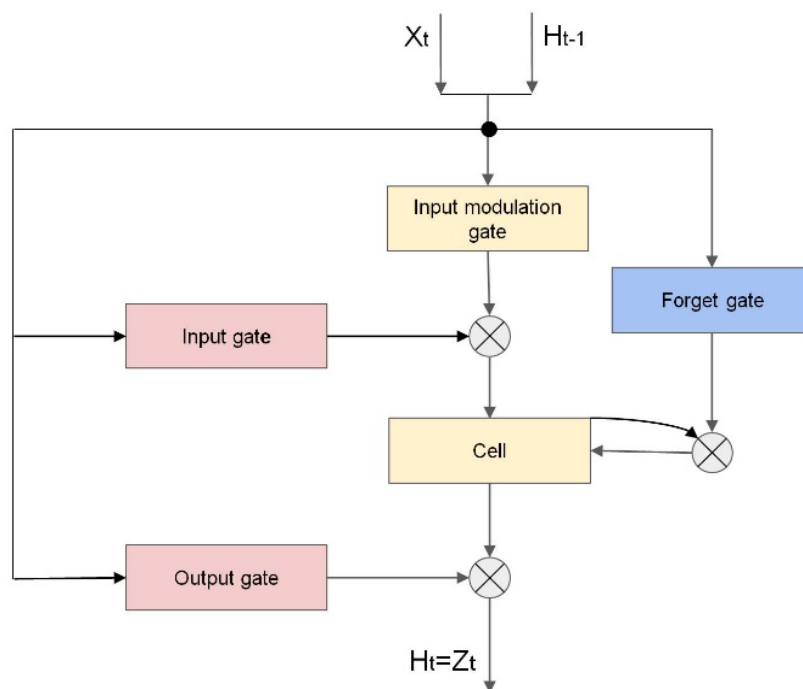 Xt
Ht-1
Input modulation
gate
Forget gate
Input gate
Cell
Output gate
Ht=Zt